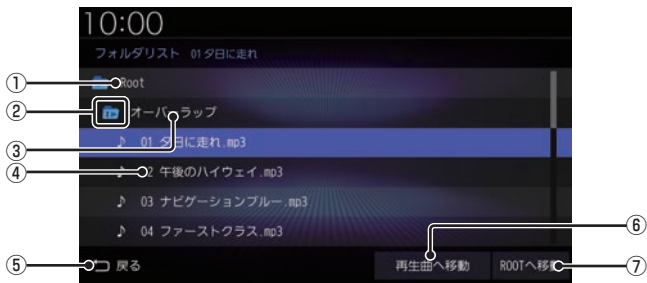 10:00
フォルダリスト 01夕日に走れ
① Root
② ③ オーバーラップ
01 夕日に走れ.mp3
④ 02 午後のハイウェイ.mp3
03 ナビゲーションブルー.mp3
04 ファーストクラス.mp3
⑥
⑤ 戻る 再生曲へ移動 ROOTへ移動 ⑦